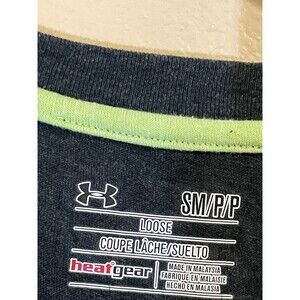 SM/P/P
LOOSE
COUPE LÂCHE/SUELTO
heatgear
MADE IN MALAYSIA
FABRIQUÉ EN MALAISIE
HECHO EN MALASIA